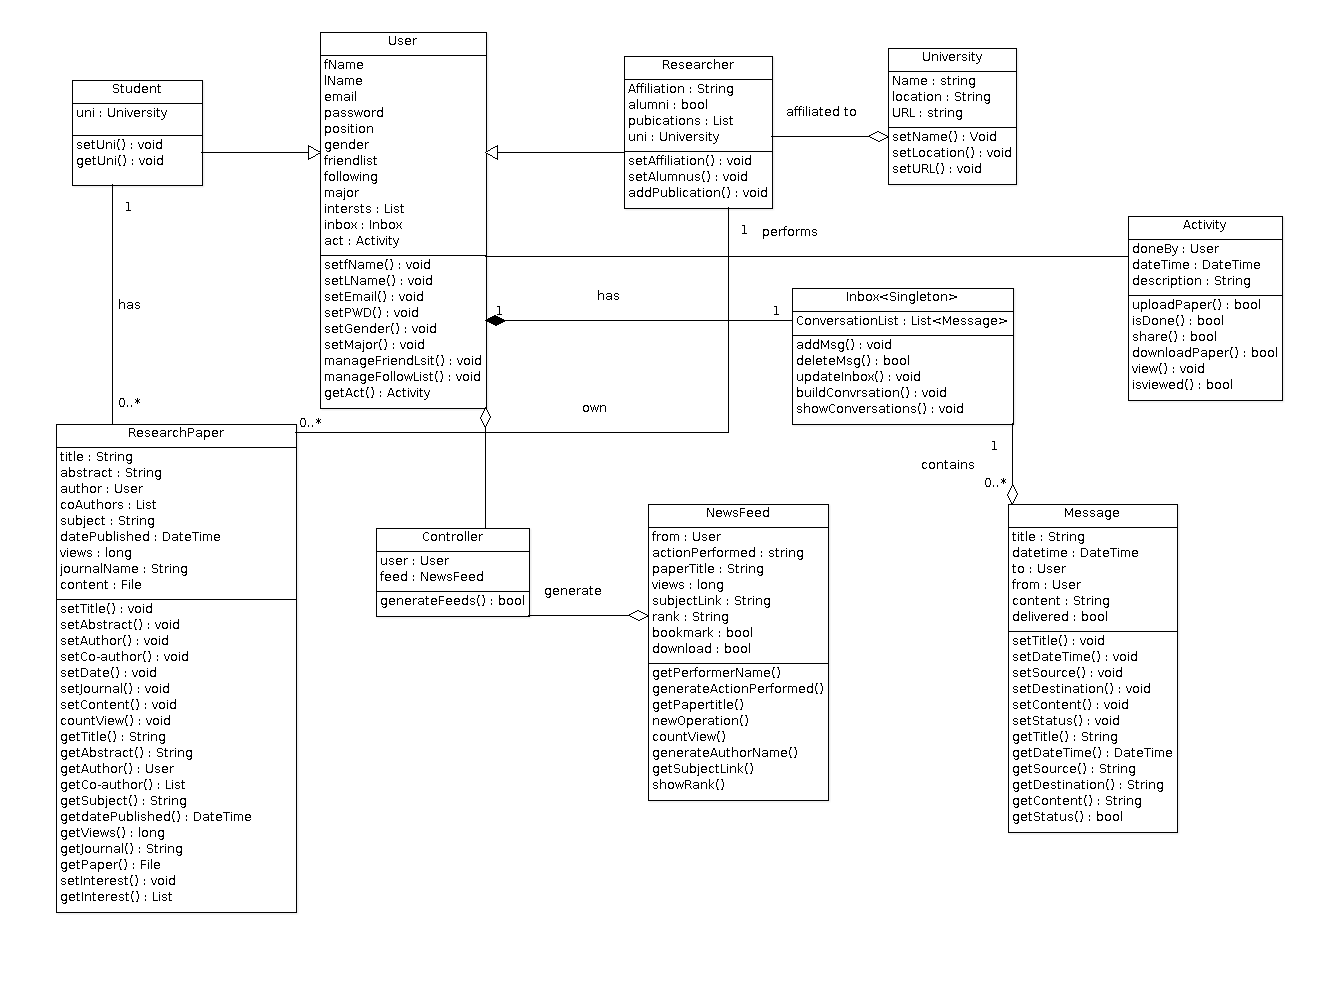 User
fName
lName
email
password
position
gender
friendlist
following
major
intersts : List
inbox : Inbox
act : Activity
setfName() : void
setLName() : void
setEmail() : void
setPWD() : void
setGender() : void
setMajor() : void
manageFriendLsit() : void
manageFollowList() : void
getAct() : Activity
Student
uni : University
setUni() : void
getUni() : void
Researcher
Affiliation : String
alumni : bool
pubications : List
uni : University
setAffiliation() : void
setAlumnus() : void
addPublication() : void
affiliated to
University
Name : string
location : String
URL : string
setName() : Void
setLocation() : void
setURL() : void
1
has
0..*
1
performs
Activity
doneBy : User
dateTime : DateTime
description : String
uploadPaper() : bool
isDone() : bool
share() : bool
downloadPaper() : bool
view() : void
isviewed() : bool
1
has
1
Inbox<Singleton>
ConversationList : List<Message>
addMsg() : void
deleteMsg() : bool
updateInbox() : void
buildConvrsation() : void
showConversations() : void
own
0..*
1
contains
0..*
ResearchPaper
title : String
abstract : String
author : User
coAuthors : List
subject : String
datePublished : DateTime
views : long
journalName : String
content : File
setTitle() : void
setAbstract() : void
setAuthor() : void
setCo-author() : void
setDate() : void
setJournal() : void
setContent() : void
countView() : void
getTitle() : String
getAbstract() : String
getAuthor() : User
getCo-author() : List
getSubject() : String
getdatePublished() : DateTime
getViews() : long
getJournal() : String
getPaper() : File
setInterest() : void
getInterest() : List
Controller
user : User
feed : NewsFeed
generateFeeds() : bool
generate
NewsFeed
from : User
actionPerformed : string
paperTitle : String
views : long
subjectLink : String
rank : String
bookmark : bool
download : bool
getPerformerName()
generateActionPerformed()
getPapertitle()
newOperation()
countView()
generateAuthorName()
getSubjectLink()
showRank()
Message
title : String
datetime : DateTime
to : User
from : User
content : String
delivered : bool
setTitle() : void
setDateTime() : void
setSource() : void
setDestination() : void
setContent() : void
setStatus() : void
getTitle() : String
getDateTime() : DateTime
getSource() : String
getDestination() : String
getContent() : String
getStatus() : bool